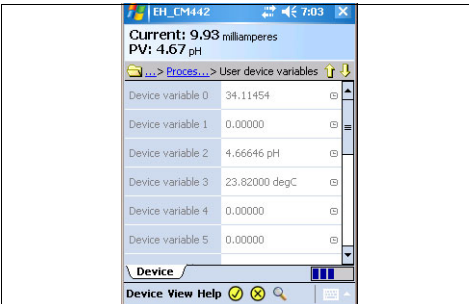 EH_CM442 7:03
Current: 9.93 milliamperes
PV: 4.67 pH
...> Proces...> User device variables
Device variable 0 34.11454
Device variable 1 0.00000
Device variable 2 4.66646 pH
Device variable 3 23.82000 degC
Device variable 4 0.00000
Device variable 5 0.00000
Device
Device View Help